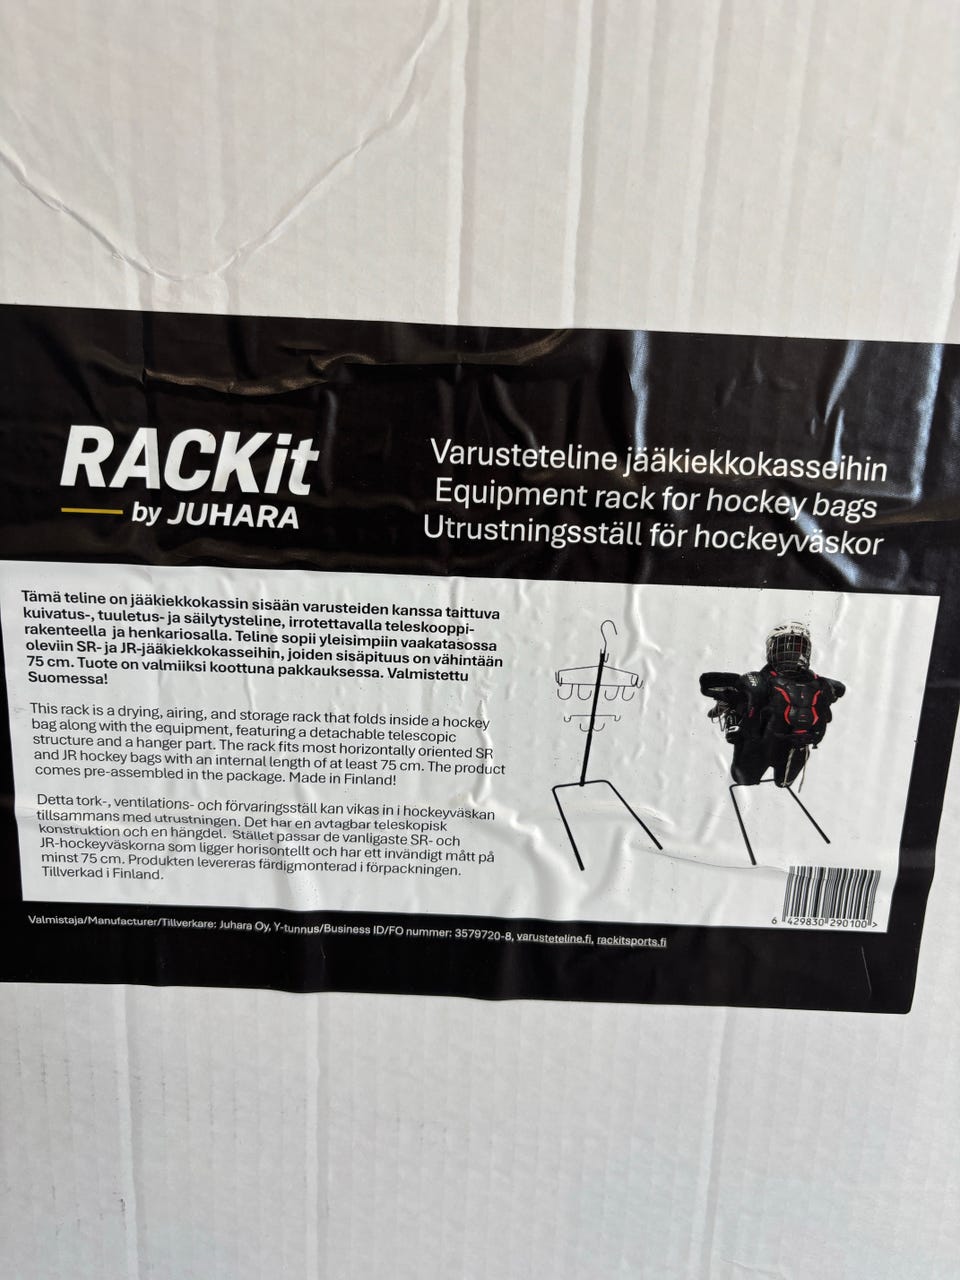 RACKit
by JUHARA
Varusteteline jääkiekkokasseihin
Equipment rack for hockey bags
Utrustningsställ för hockeyväskor
Tämä teline on jääkiekkokassin sisään varusteiden kanssa taittuva
kuivatus-, tuuletus- ja säilytysteline, irrotettavalla teleskooppi-
rakenteella ja henkariosalla. Teline sopii yleisimpiin vaakatasossa
oleviin SR- ja JR-jääkiekkokasseihin, joiden sisäpituus on vähintään
75 cm. Tuote on valmiiksi koottuna pakkauksessa. Valmistettu
Suomessa!
This rack is a drying, airing, and storage rack that folds inside a hockey
bag along with the equipment, featuring a detachable telescopic
structure and a hanger part. The rack fits most horizontally oriented SR
and JR hockey bags with an internal length of at least 75 cm. The product
comes pre-assembled in the package. Made in Finland!
Detta tork-, ventilations- och förvaringsställ kan vikas in i hockeyväskan
tillsammans med utrustningen. Det har en avtagbar teleskopisk
konstruktion och en hängdel. Stället passar de vanligaste SR- och
JR-hockeyväskorna som ligger horisontellt och har ett invändigt mått på
minst 75 cm. Produkten levereras färdigmonterad i förpackningen.
Tillverkad i Finland.
6 429830 290100 >
Valmistaja/Manufacturer/Tillverkare: Juhara Oy, Y-tunnus/Business ID/FO nummer: 3579720-8, varusteteline.fi, rackitsports.fi